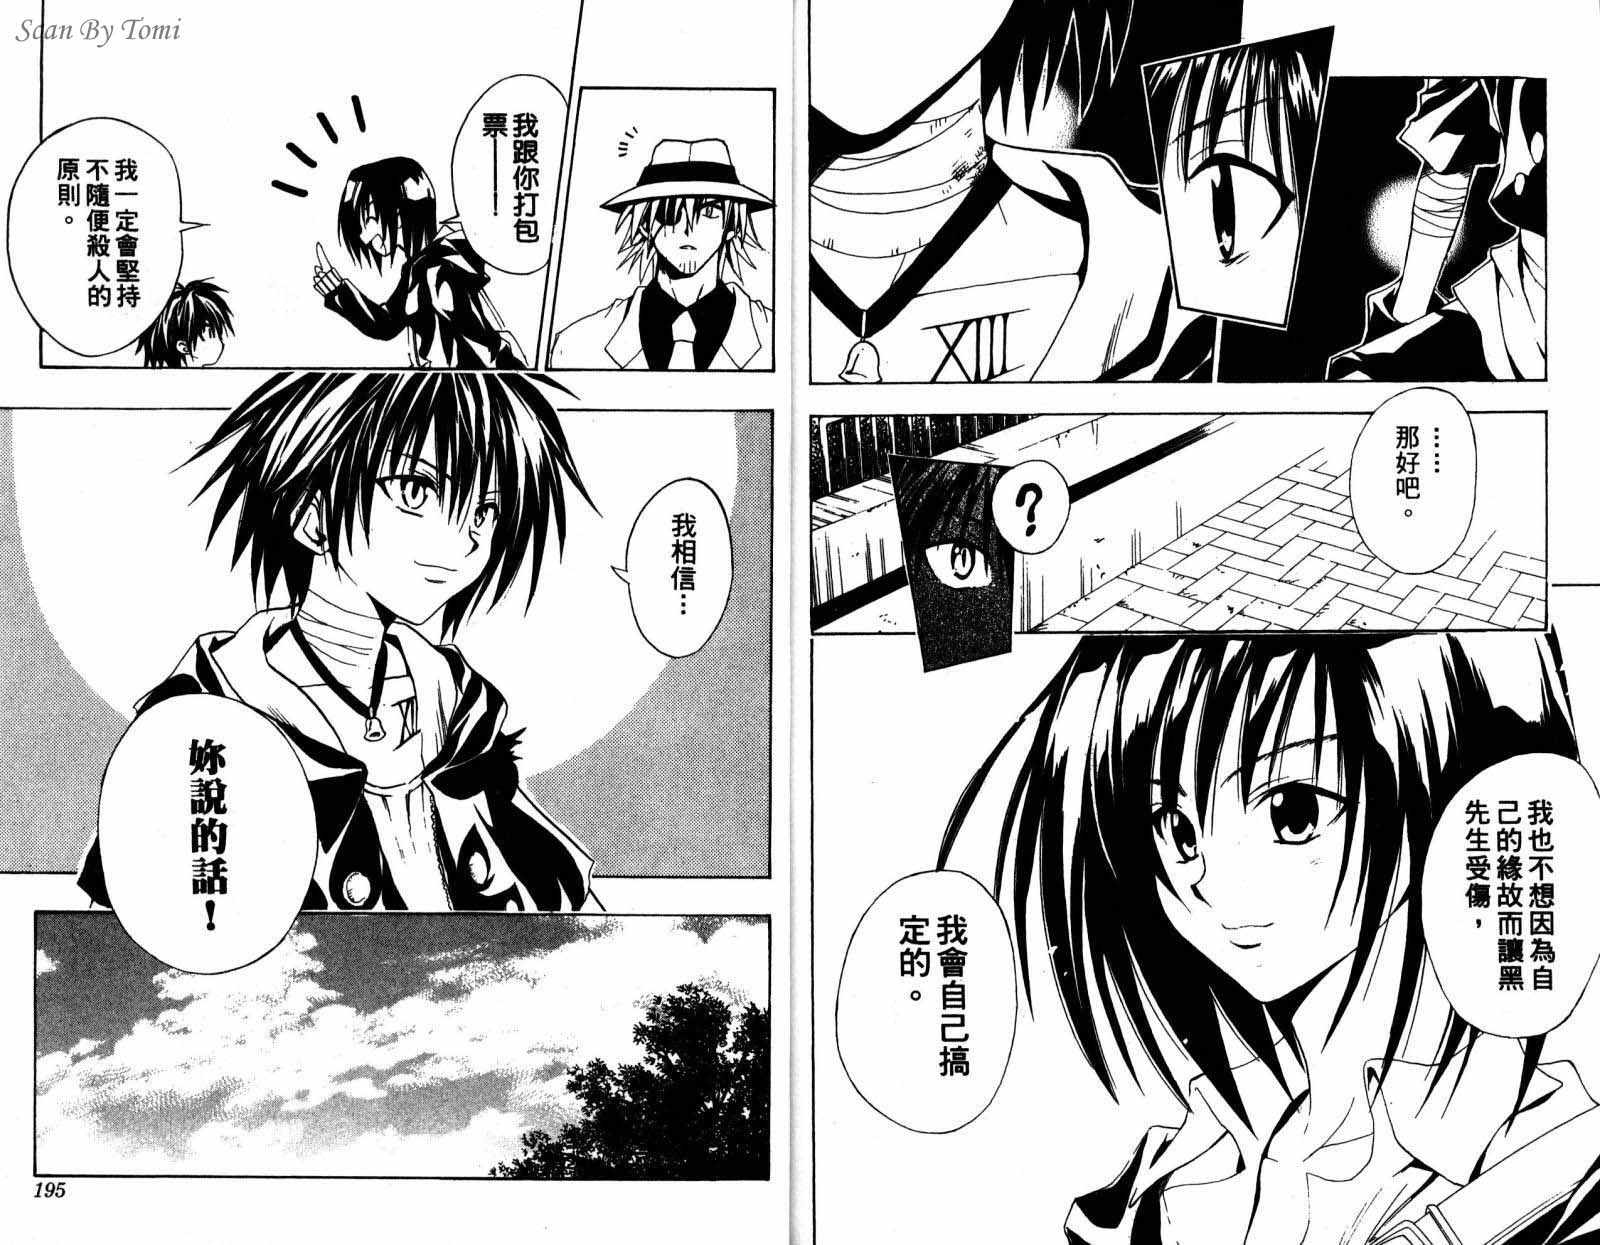 Scan By Tomi
XIII
……
那好吧。
?
我也不想因為自
己的緣故而讓黑
先生受傷，
我會自己搞
定的。
我跟你打包
票——！
我一定會堅持
不隨便殺人的
原則。
我相信…
XIII
妳說的話！
195